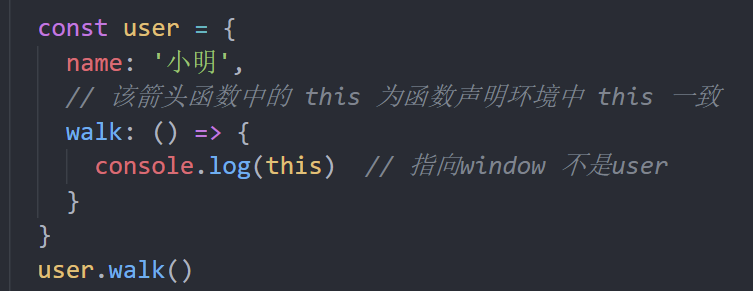 const user = {
name: '小明',
// 该箭头函数中的 this 为函数声明环境中 this 一致
walk: () => {
console.log(this) // 指向window 不是user
}
}
user.walk()